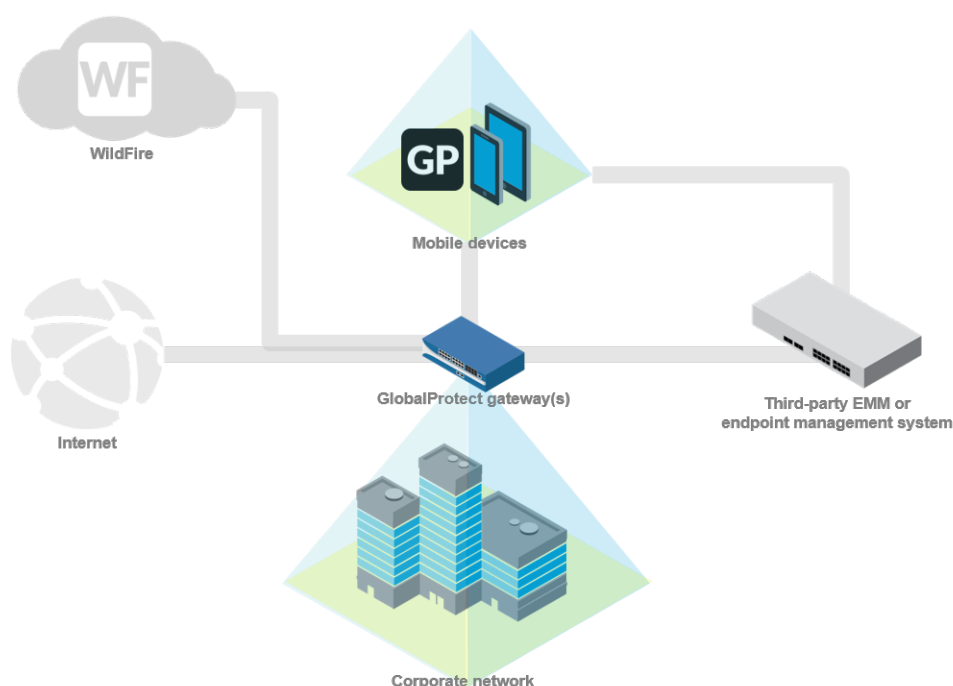 WF
WildFire
GP
Mobile devices
GlobalProtect gateway(s)
Internet
Third-party EMM or
endpoint management system
Corporate network